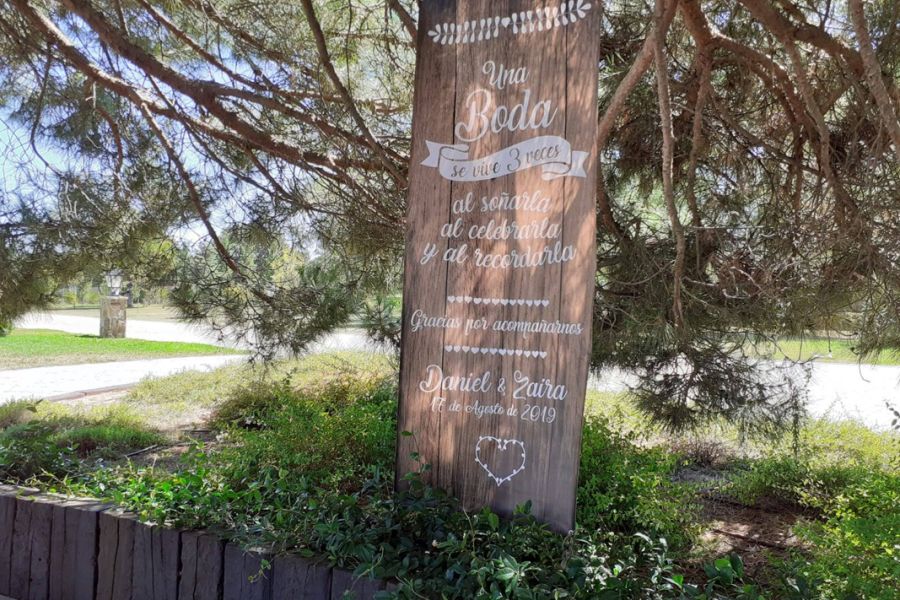 Una
Boda
se vive 3 veces
al soñarla
al celebrarla
y al recordarla
Gracias por acompañarnos
Daniel & Zaira
17 de Agosto de 2019